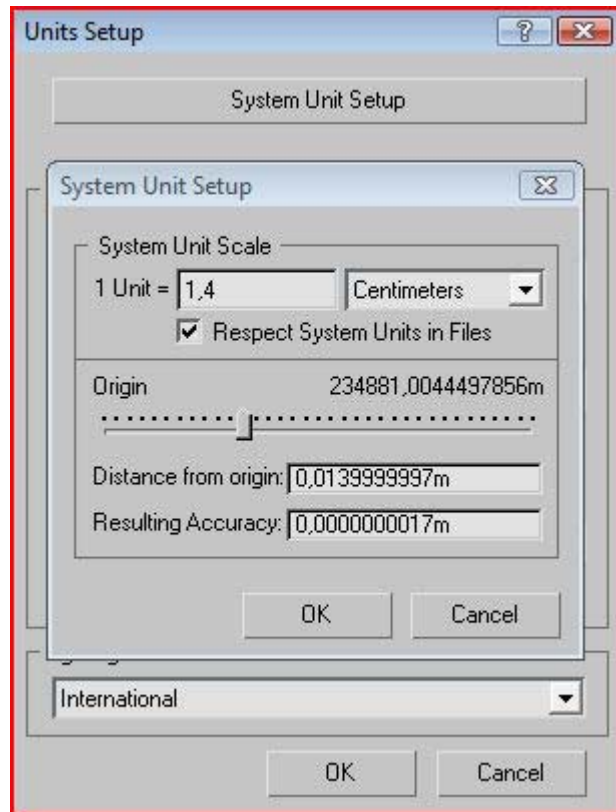 Units Setup
System Unit Setup
System Unit Setup
System Unit Scale
1 Unit = 1,4 Centimeters
Respect System Units in Files
Origin 234881,0044497856m
Distance from origin: 0,0139999997m
Resulting Accuracy: 0,0000000017m
OK Cancel
International
OK Cancel